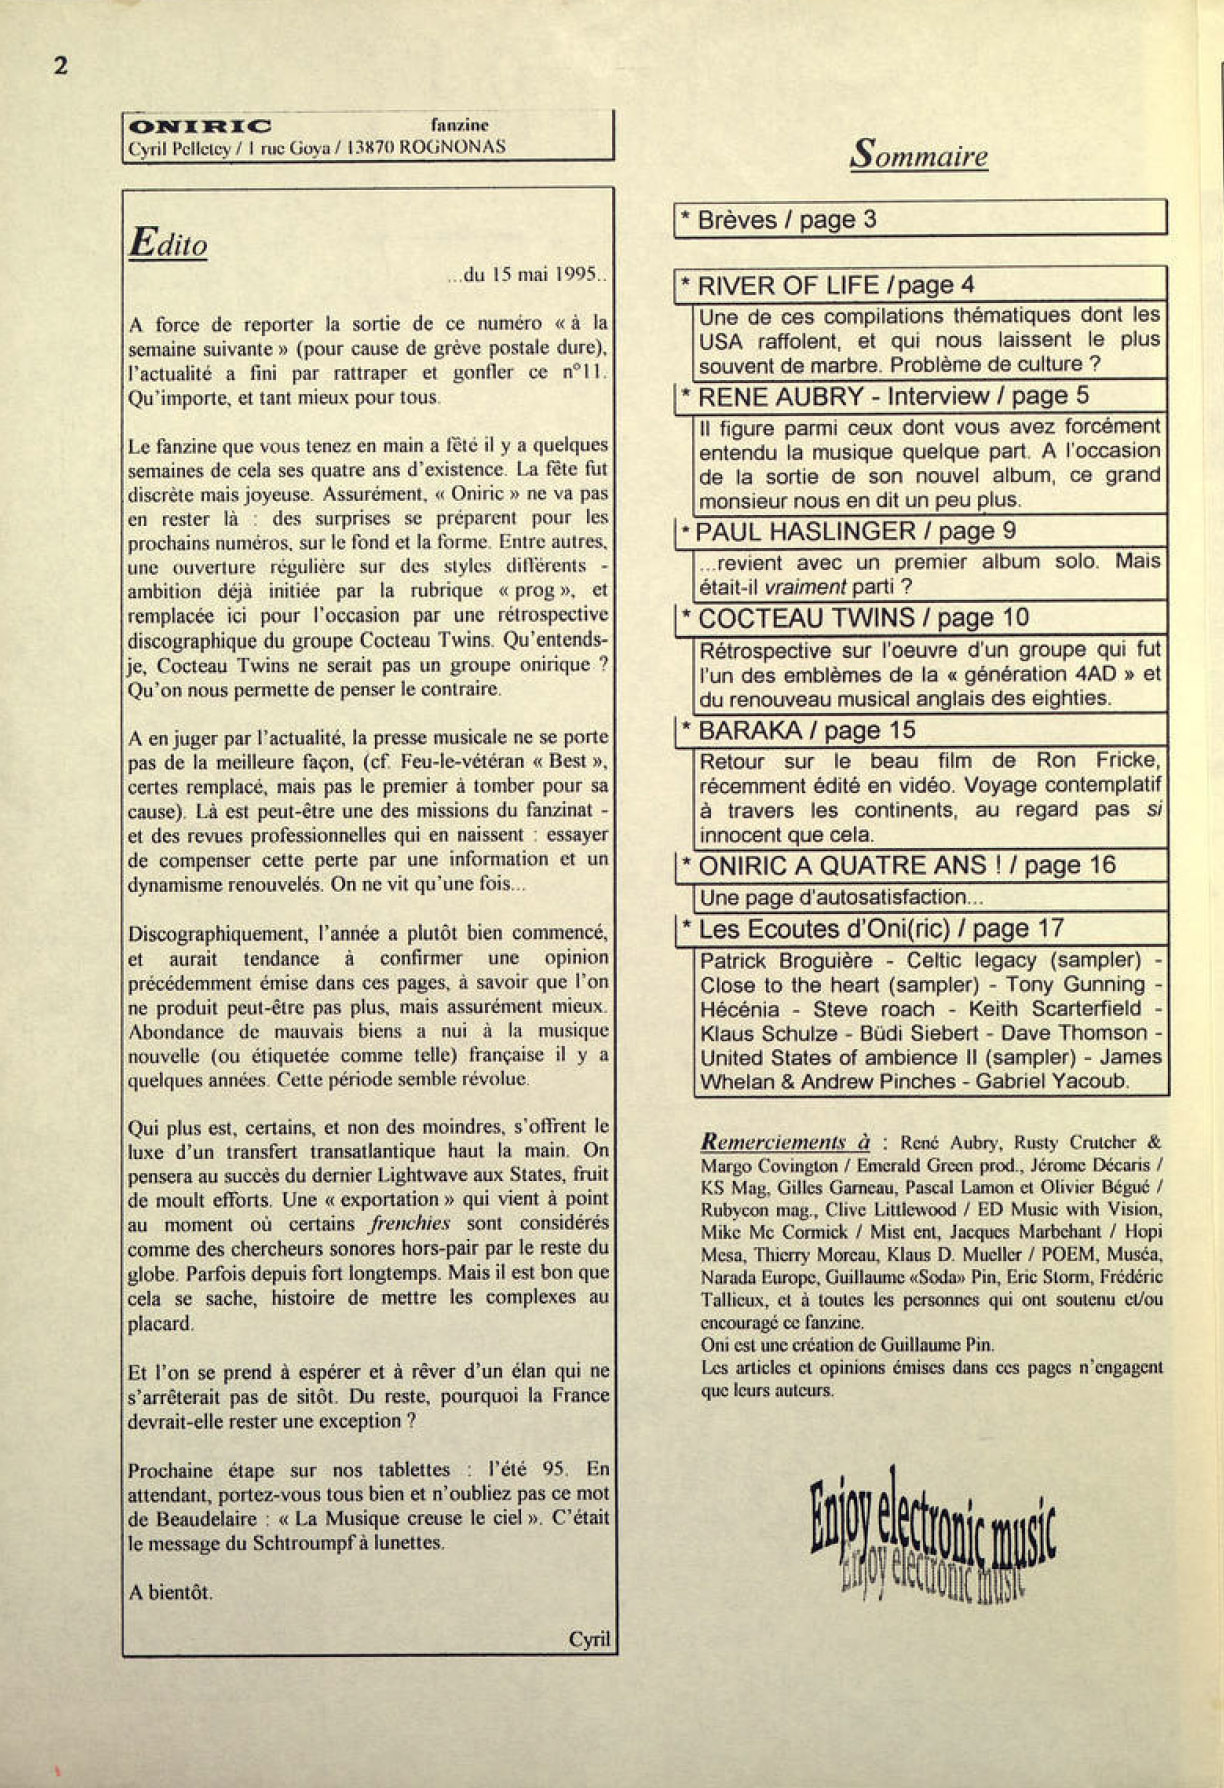 2
ONIRIC fanzine
Cyril Pelletey / 1 rue Goya / 13870 ROGNONAS
Edito
...du 15 mai 1995..
A force de reporter la sortie de ce numéro « à la
semaine suivante » (pour cause de grève postale dure),
l'actualité a fini par rattraper et gonfler ce n°11.
Qu'importe, et tant mieux pour tous.
Le fanzine que vous tenez en main a fêté il y a quelques
semaines de cela ses quatre ans d'existence. La fête fut
discrète mais joyeuse. Assurément, « Oniric » ne va pas
en rester là : des surprises se préparent pour les
prochains numéros, sur le fond et la forme. Entre autres,
une ouverture régulière sur des styles différents -
ambition déjà initiée par la rubrique « prog », et
remplacée ici pour l'occasion par une rétrospective
discographique du groupe Cocteau Twins. Qu'entends-
je, Cocteau Twins ne serait pas un groupe onirique ?
Qu'on nous permette de penser le contraire.
A en juger par l'actualité, la presse musicale ne se porte
pas de la meilleure façon, (cf. Feu-le-vétéran « Best »,
certes remplacé, mais pas le premier à tomber pour sa
cause). Là est peut-être une des missions du fanzinat -
et des revues professionnelles qui en naissent : essayer
de compenser cette perte par une information et un
dynamisme renouvelés. On ne vit qu'une fois...
Discographiquement, l'année a plutôt bien commencé,
et aurait tendance à confirmer une opinion
précédemment émise dans ces pages, à savoir que l'on
ne produit peut-être pas plus, mais assurément mieux.
Abondance de mauvais biens a nui à la musique
nouvelle (ou étiquetée comme telle) française il y a
quelques années. Cette période semble révolue.
Qui plus est, certains, et non des moindres, s'offrent le
luxe d'un transfert transatlantique haut la main. On
pensera au succès du dernier Lightwave aux States, fruit
de moult efforts. Une « exportation » qui vient à point
au moment où certains frenchies sont considérés
comme des chercheurs sonores hors-pair par le reste du
globe. Parfois depuis fort longtemps. Mais il est bon que
cela se sache, histoire de mettre les complexes au
placard.
Et l'on se prend à espérer et à rêver d'un élan qui ne
s'arrêterait pas de sitôt. Du reste, pourquoi la France
devrait-elle rester une exception ?
Prochaine étape sur nos tablettes : l'été 95. En
attendant, portez-vous tous bien et n'oubliez pas ce mot
de Beaudelaire : « La Musique creuse le ciel ». C'était
le message du Schtroumpf à lunettes.
A bientôt.
Cyril
Sommaire
* Brèves / page 3
* RIVER OF LIFE /page 4
Une de ces compilations thématiques dont les
USA raffolent, et qui nous laissent le plus
souvent de marbre. Problème de culture ?
* RENE AUBRY - Interview / page 5
Il figure parmi ceux dont vous avez forcément
entendu la musique quelque part. A l'occasion
de la sortie de son nouvel album, ce grand
monsieur nous en dit un peu plus.
* PAUL HASLINGER / page 9
...revient avec un premier album solo. Mais
était-il vraiment parti ?
* COCTEAU TWINS / page 10
Rétrospective sur l'oeuvre d'un groupe qui fut
l'un des emblèmes de la « génération 4AD » et
du renouveau musical anglais des eighties.
* BARAKA / page 15
Retour sur le beau film de Ron Fricke,
récemment édité en vidéo. Voyage contemplatif
à travers les continents, au regard pas si
innocent que cela.
* ONIRIC A QUATRE ANS ! / page 16
Une page d'autosatisfaction...
* Les Ecoutes d'Oni(ric) / page 17
Patrick Broguière - Celtic legacy (sampler) -
Close to the heart (sampler) - Tony Gunning -
Hécénia - Steve roach - Keith Scarterfield -
Klaus Schulze - Büdi Siebert - Dave Thomson -
United States of ambience II (sampler) - James
Whelan & Andrew Pinches - Gabriel Yacoub.
Remerciements à : René Aubry, Rusty Crutcher &
Margo Covington / Emerald Green prod., Jérome Décaris /
KS Mag, Gilles Garneau, Pascal Lamon et Olivier Bégué /
Rubycon mag., Clive Littlewood / ED Music with Vision,
Mike Mc Cormick / Mist ent, Jacques Marbehant / Hopi
Mesa, Thierry Moreau, Klaus D. Mueller / POEM, Muséa,
Narada Europe, Guillaume «Soda» Pin, Eric Storm, Frédéric
Tallieux, et à toutes les personnes qui ont soutenu et/ou
encouragé ce fanzine.
Oni est une création de Guillaume Pin.
Les articles et opinions émises dans ces pages n'engagent
que leurs auteurs.
Enjoy electronic music
Enjoy electronic music